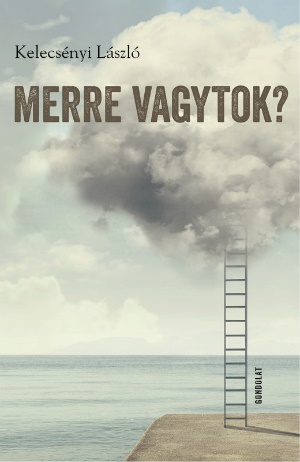 Kelecsényi László
MERRE VAGYTOK?
GONDOLAT